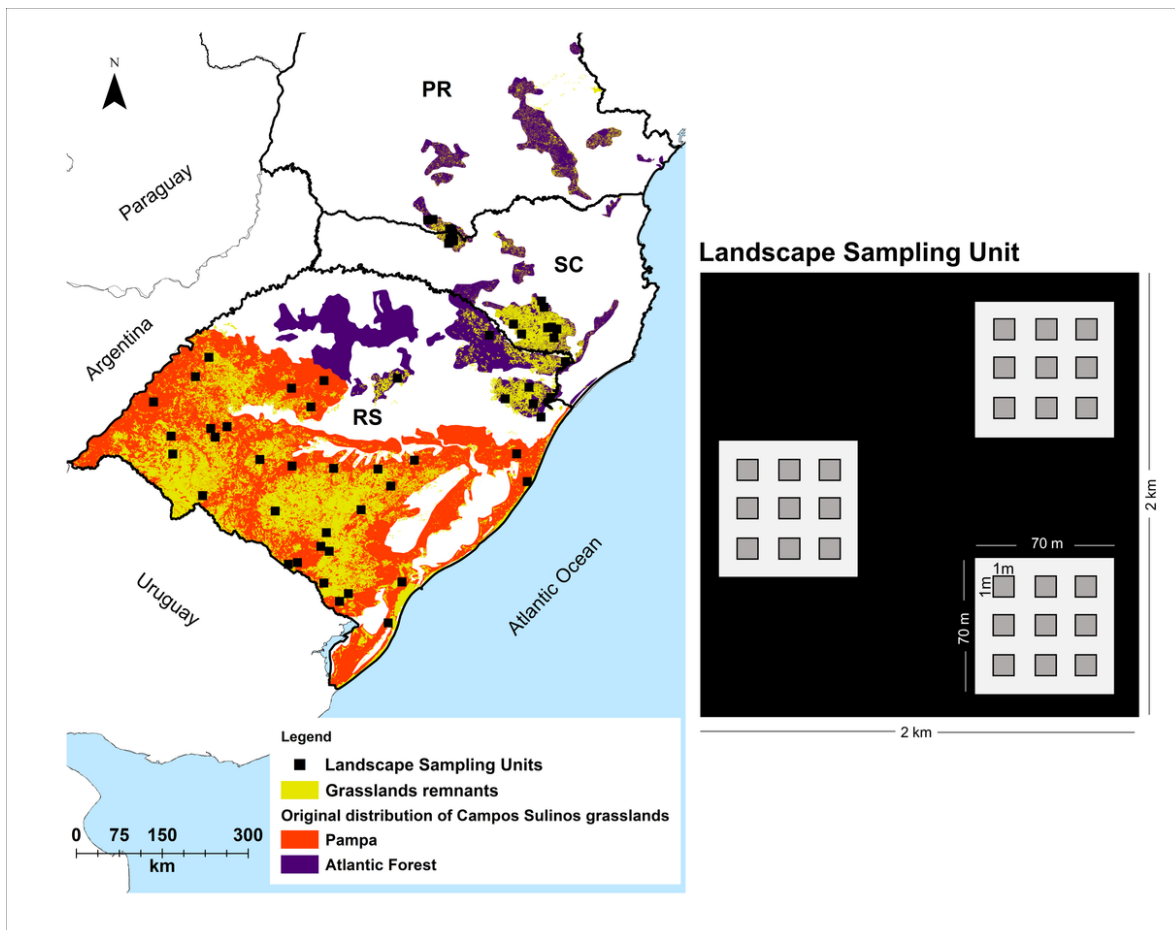 N
PR
Paraguay
SC
Argentina
RS
Uruguay
Atlantic Ocean
Legend
Landscape Sampling Units
Grasslands remnants
Original distribution of Campos Sulinos grasslands
Pampa
Atlantic Forest
0 75 150 300
km
Landscape Sampling Unit
70 m
1m
1m
70 m
2 km
2 km